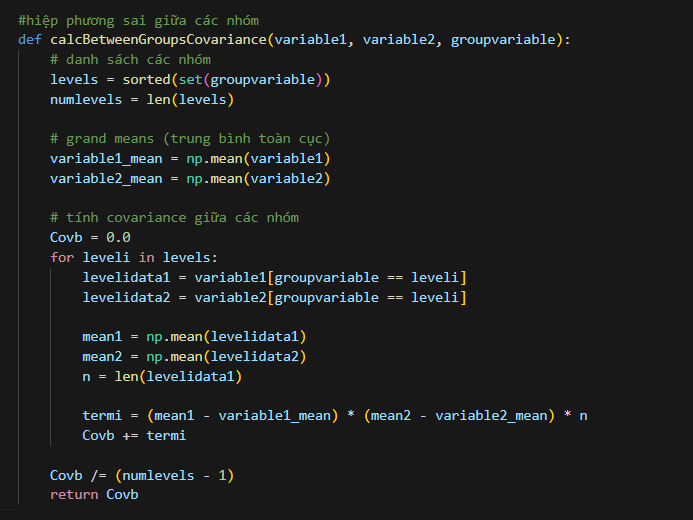 #hiệp phương sai giữa các nhóm
def calcBetweenGroupsCovariance(variable1, variable2, groupvariable):
    # danh sách các nhóm
    levels = sorted(set(groupvariable))
    numlevels = len(levels)

    # grand means (trung bình toàn cục)
    variable1_mean = np.mean(variable1)
    variable2_mean = np.mean(variable2)

    # tính covariance giữa các nhóm
    Covb = 0.0
    for leveli in levels:
        levelidata1 = variable1[groupvariable == leveli]
        levelidata2 = variable2[groupvariable == leveli]

        mean1 = np.mean(levelidata1)
        mean2 = np.mean(levelidata2)
        n = len(levelidata1)

        termi = (mean1 - variable1_mean) * (mean2 - variable2_mean) * n
        Covb += termi

    Covb /= (numlevels - 1)
    return Covb